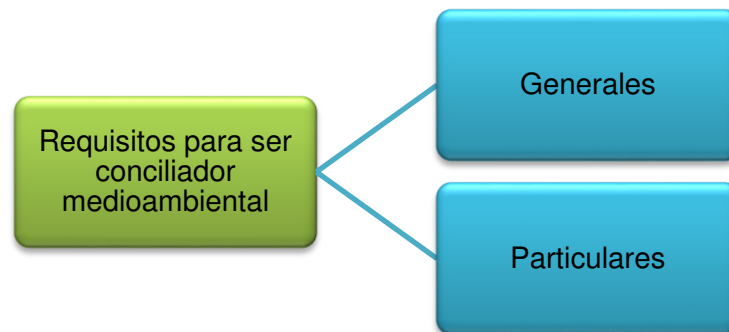 Requisitos para ser
conciliador
medioambiental
Generales
Particulares